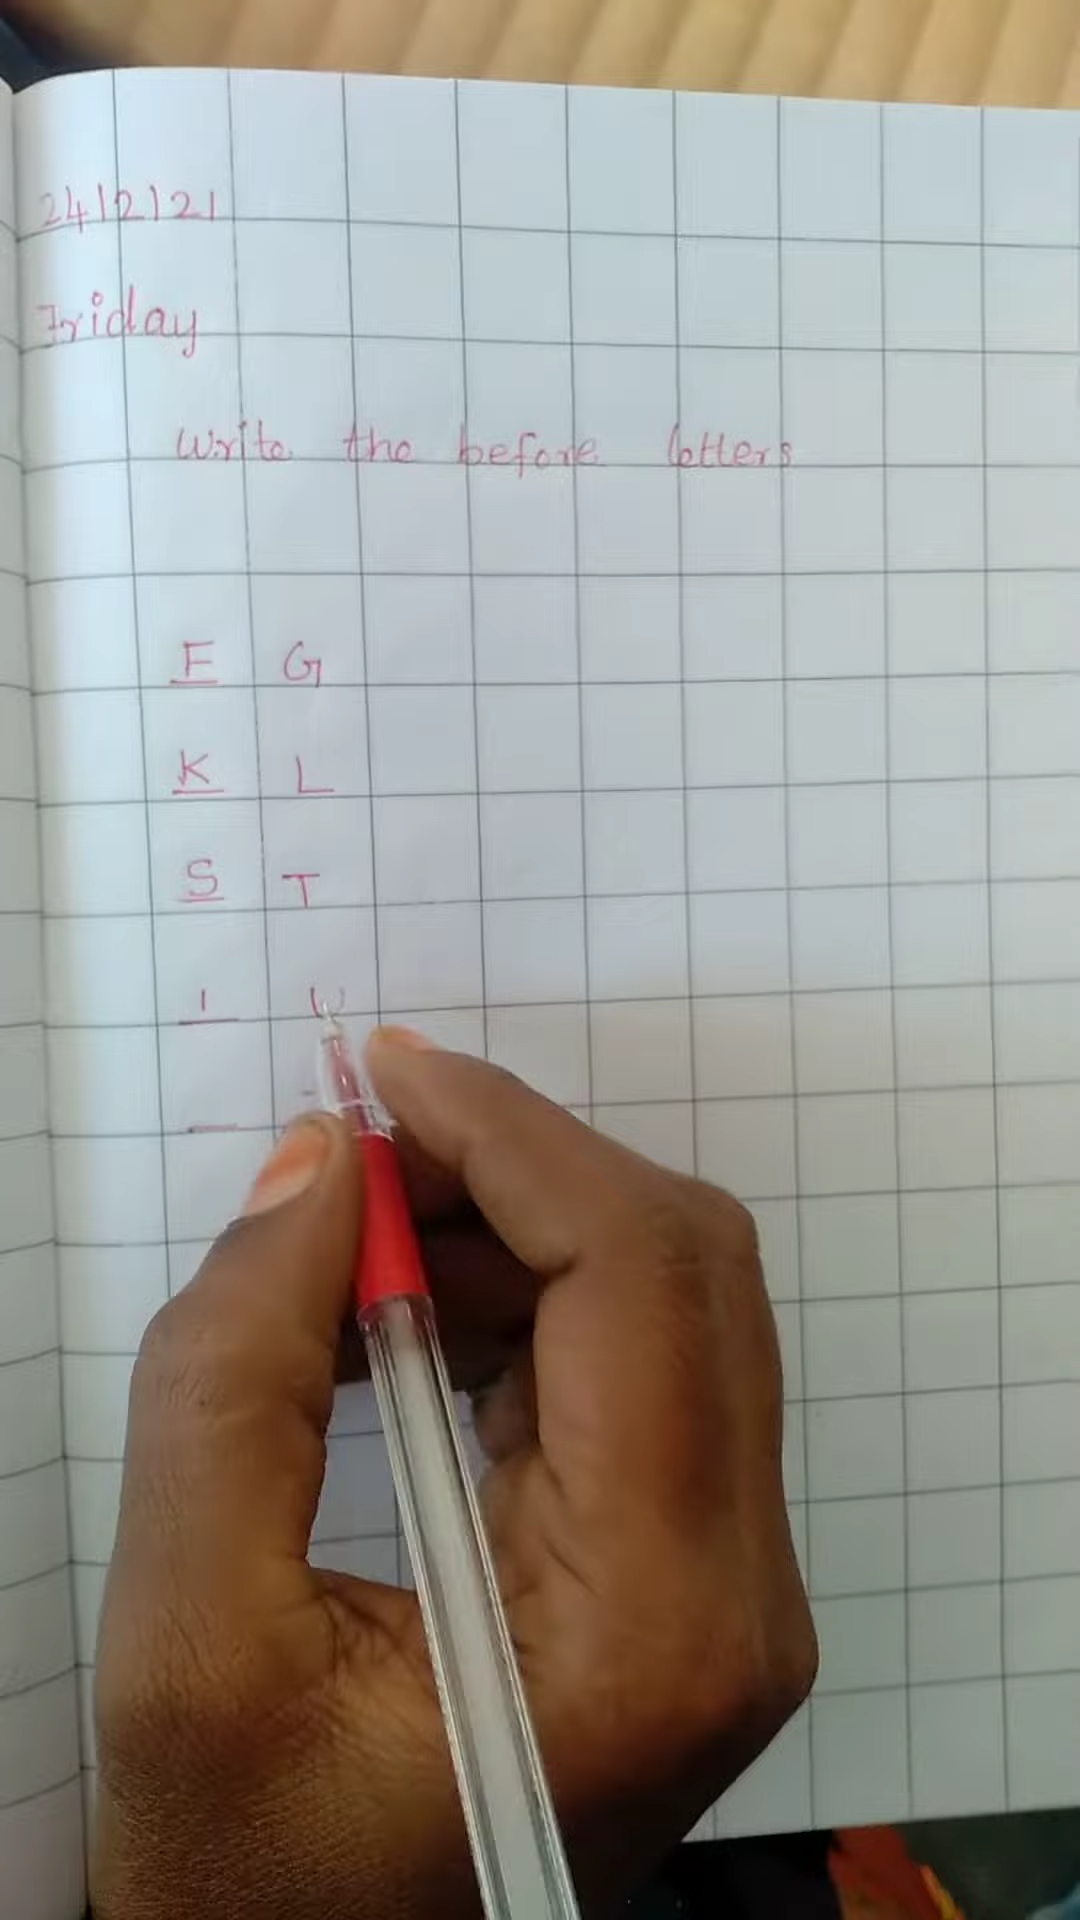 24/12/21
Friday
Write the before letters
F G
K L
S T